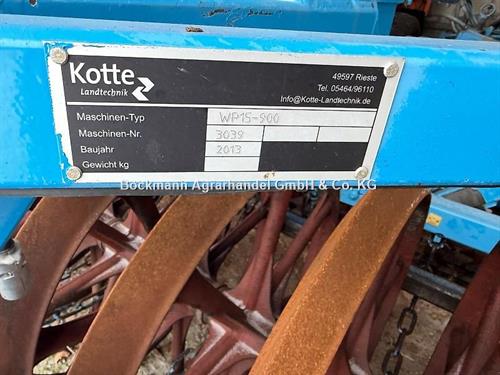 Kotte
Landtechnik
49597 Rieste
Tel. 05464/96110
Info@Kotte-Landtechnik.de
Maschinen-Typ WP15-900
Maschinen-Nr. 3039
Baujahr 2013
Gewicht kg
Bockmann Agrarhandel GmbH & Co. KG